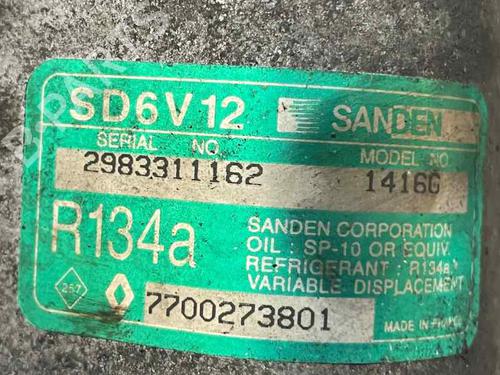 SD6V12 SANDEN
SERIAL NO. MODEL NO.
2983311162 1416G
R134a
SANDEN CORPORATION
OIL : SP-10 OR EQUIV.
REFRIGERANT : R134a
VARIABLE DISPLACEMENT
257
7700273801
MADE IN FRANCE